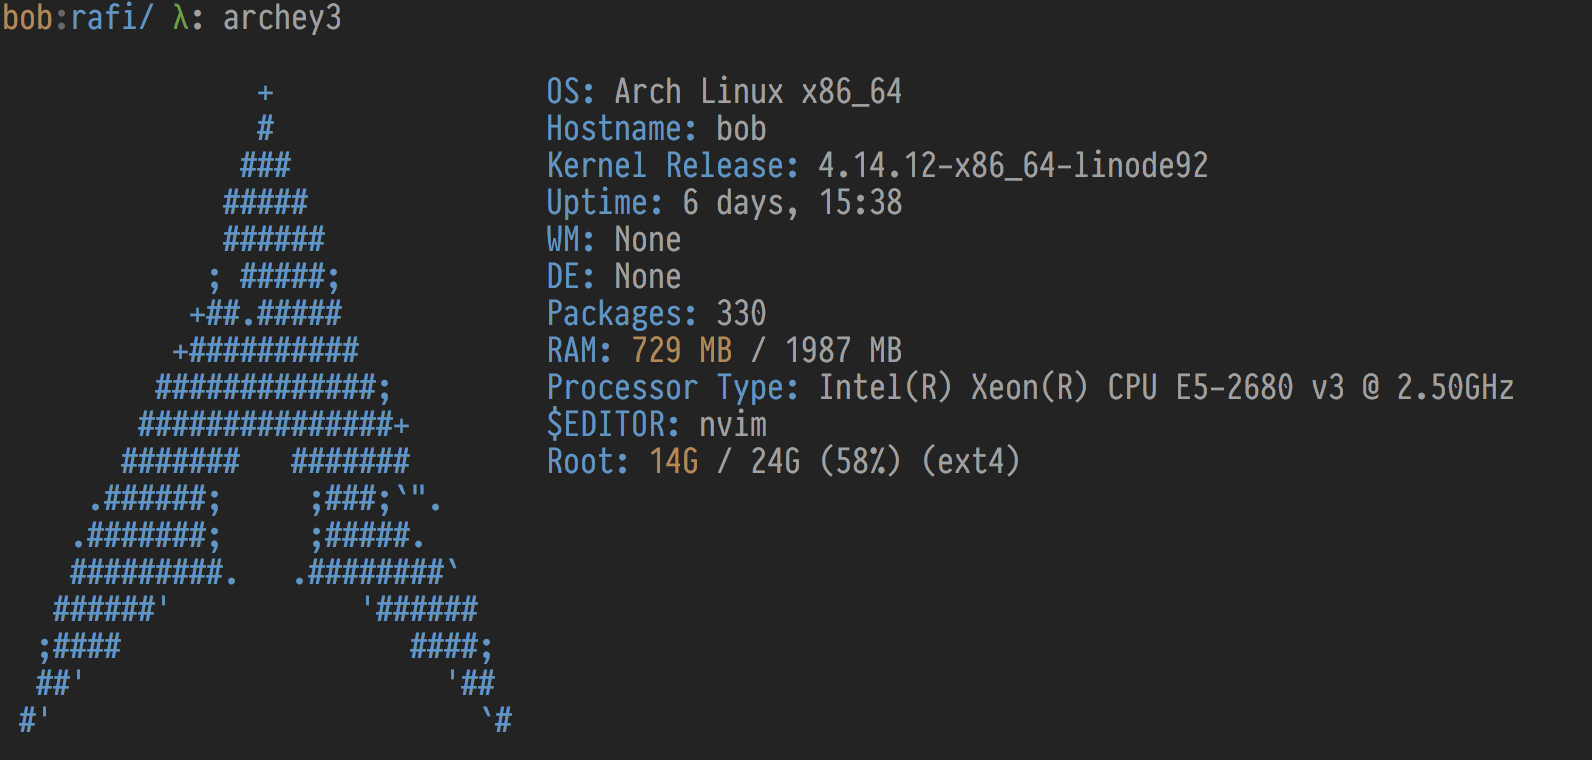 bob:rafi/ λ: archey3
OS: Arch Linux x86_64
Hostname: bob
Kernel Release: 4.14.12-x86_64-linode92
Uptime: 6 days, 15:38
WM: None
DE: None
Packages: 330
RAM: 729 MB / 1987 MB
Processor Type: Intel(R) Xeon(R) CPU E5-2680 v3 @ 2.50GHz
$EDITOR: nvim
Root: 14G / 24G (58%) (ext4)